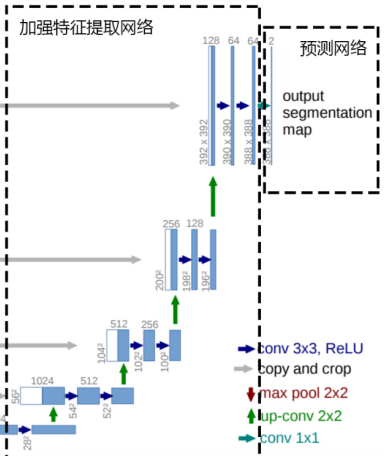 加强特征提取网络
预测网络
128 64 64 2
output
segmentation
map
392 x 392
390 x 390
388 x 388
388 x 388
256 128
200²
198²
196²
512 256
104²
102²
100²
1024 512
56²
54²
52²
28²
conv 3x3, ReLU
copy and crop
max pool 2x2
up-conv 2x2
conv 1x1